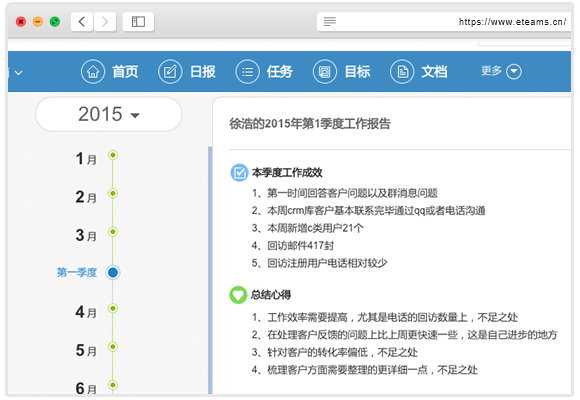 https://www.eteams.cn/
首页
日报
任务
目标
文档
更多
2015
1月
2月
3月
第一季度
4月
5月
6月
徐浩的2015年第1季度工作报告
本季度工作成效
1、第一时间回答客户问题以及群消息问题
2、本周crm库客户基本联系完毕通过qq或者电话沟通
3、本周新增c类用户21个
4、回访邮件417封
5、回访注册用户电话相对较少
总结心得
1、工作效率需要提高，尤其是电话的回访数量上，不足之处
2、在处理客户反馈的问题上比上周更快速一些，这是自己进步的地方
3、针对客户的转化率偏低，不足之处
4、梳理客户方面需要整理的更详细一点，不足之处